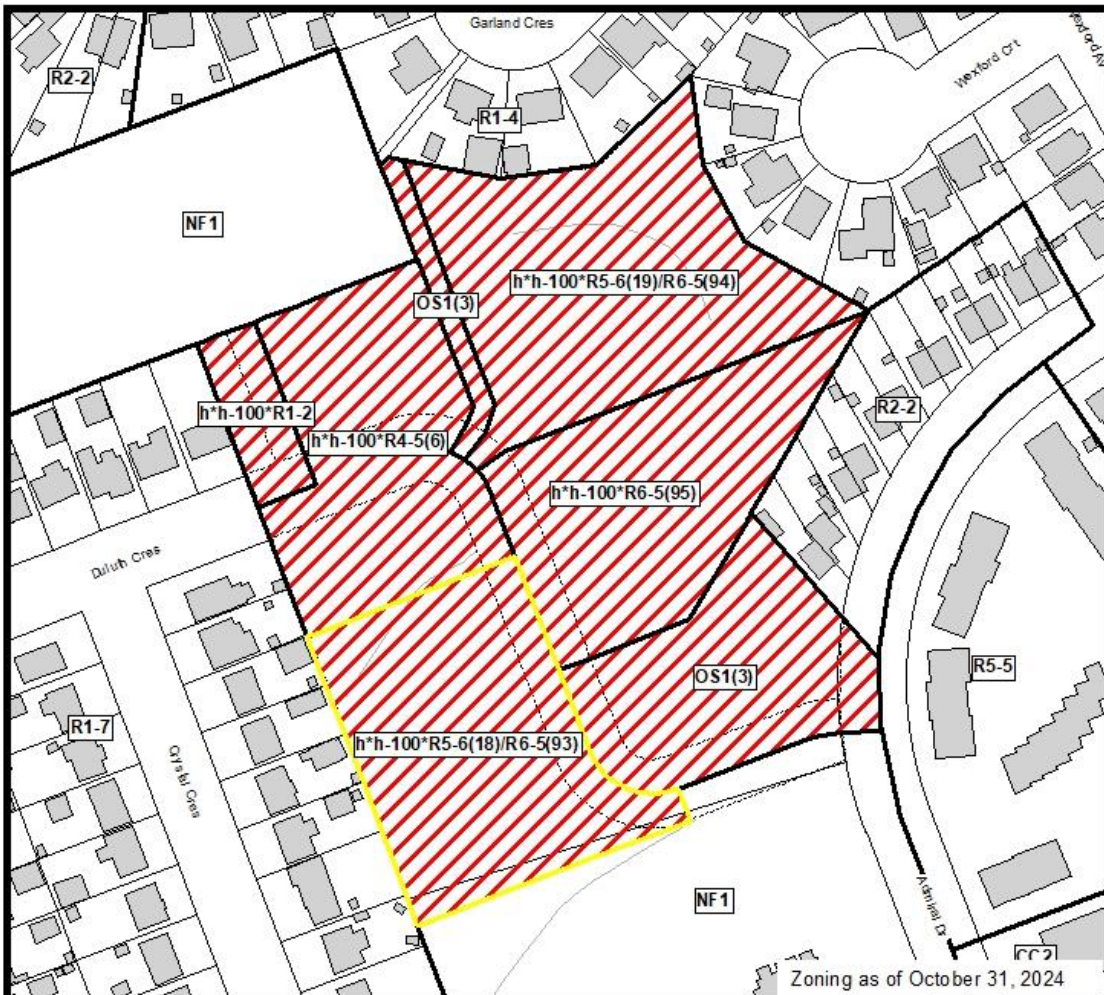 Garland Cres
Wexford Crt
Wexford Av
R2-2
R1-4
NF1
h*h-100*R5-6(19)/R6-5(94)
OS1(3)
h*h-100*R1-2
R2-2
h*h-100*R4-5(6)
h*h-100*R6-5(95)
Duluth Cres
R5-5
OS1(3)
R1-7
h*h-100*R5-6(18)/R6-5(93)
Crystal Cres
NF1
Admiral Dr
CC2
Zoning as of October 31, 2024